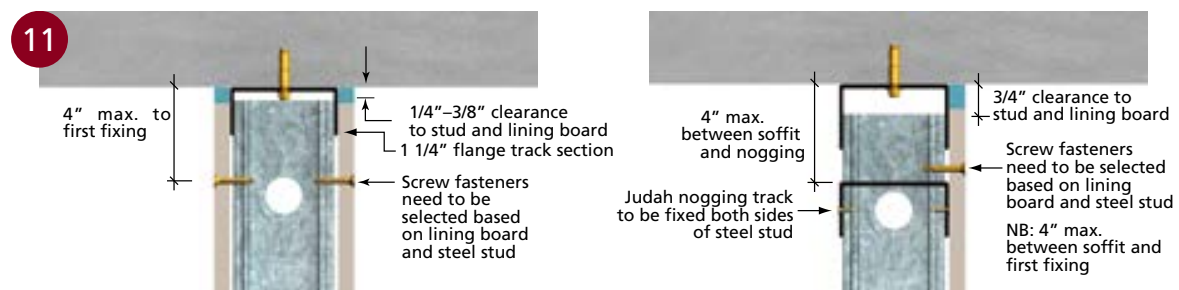 11
4" max. to
first fixing
1/4"–3/8" clearance
to stud and lining board
1 1/4" flange track section
Screw fasteners
need to be
selected based
on lining board
and steel stud
4" max.
between soffit
and nogging
Judah nogging track
to be fixed both sides
of steel stud
3/4" clearance to
stud and lining board
Screw fasteners
need to be selected
based on lining
board and steel stud
NB: 4" max.
between soffit and
first fixing